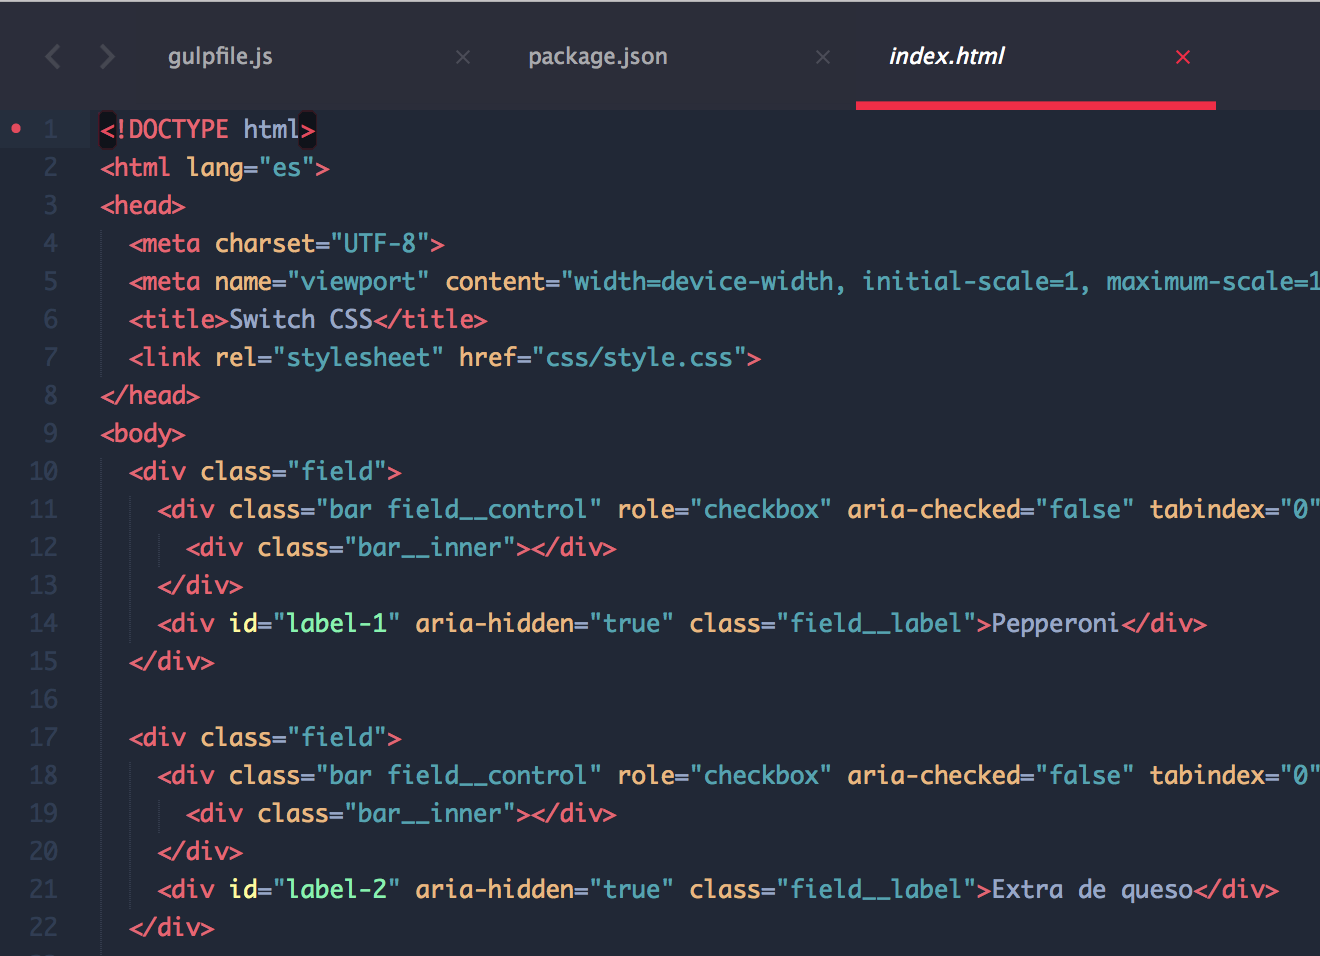 gulpfile.js × package.json × index.html ×
1 <!DOCTYPE html>
2 <html lang="es">
3 <head>
4 <meta charset="UTF-8">
5 <meta name="viewport" content="width=device-width, initial-scale=1, maximum-scale=1
6 <title>Switch CSS</title>
7 <link rel="stylesheet" href="css/style.css">
8 </head>
9 <body>
10 <div class="field">
11 <div class="bar field__control" role="checkbox" aria-checked="false" tabindex="0"
12 <div class="bar__inner"></div>
13 </div>
14 <div id="label-1" aria-hidden="true" class="field__label">Pepperoni</div>
15 </div>
16
17 <div class="field">
18 <div class="bar field__control" role="checkbox" aria-checked="false" tabindex="0"
19 <div class="bar__inner"></div>
20 </div>
21 <div id="label-2" aria-hidden="true" class="field__label">Extra de queso</div>
22 </div>